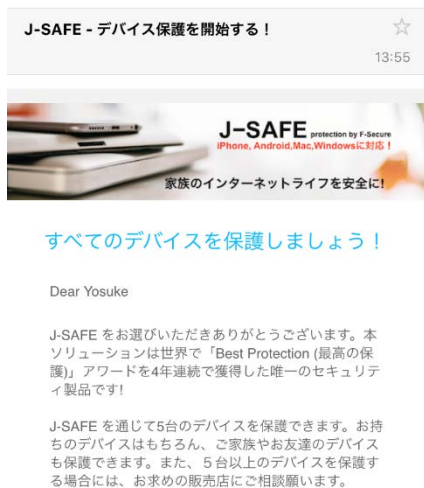 J-SAFE - デバイス保護を開始する！
13:55
J-SAFE protection by F-Secure
iPhone, Android,Mac,Windowsに対応！
家族のインターネットライフを安全に!
すべてのデバイスを保護しましょう！
Dear Yosuke
J-SAFE をお選びいただきありがとうございます。本
ソリューションは世界で「Best Protection (最高の保
護)」アワードを4年連続で獲得した唯一のセキュリテ
ィ製品です!
J-SAFE を通じて5台のデバイスを保護できます。お持
ちのデバイスはもちろん、ご家族やお友達のデバイス
も保護できます。また、５台以上のデバイスを保護す
る場合には、お求めの販売店にご相談願います。